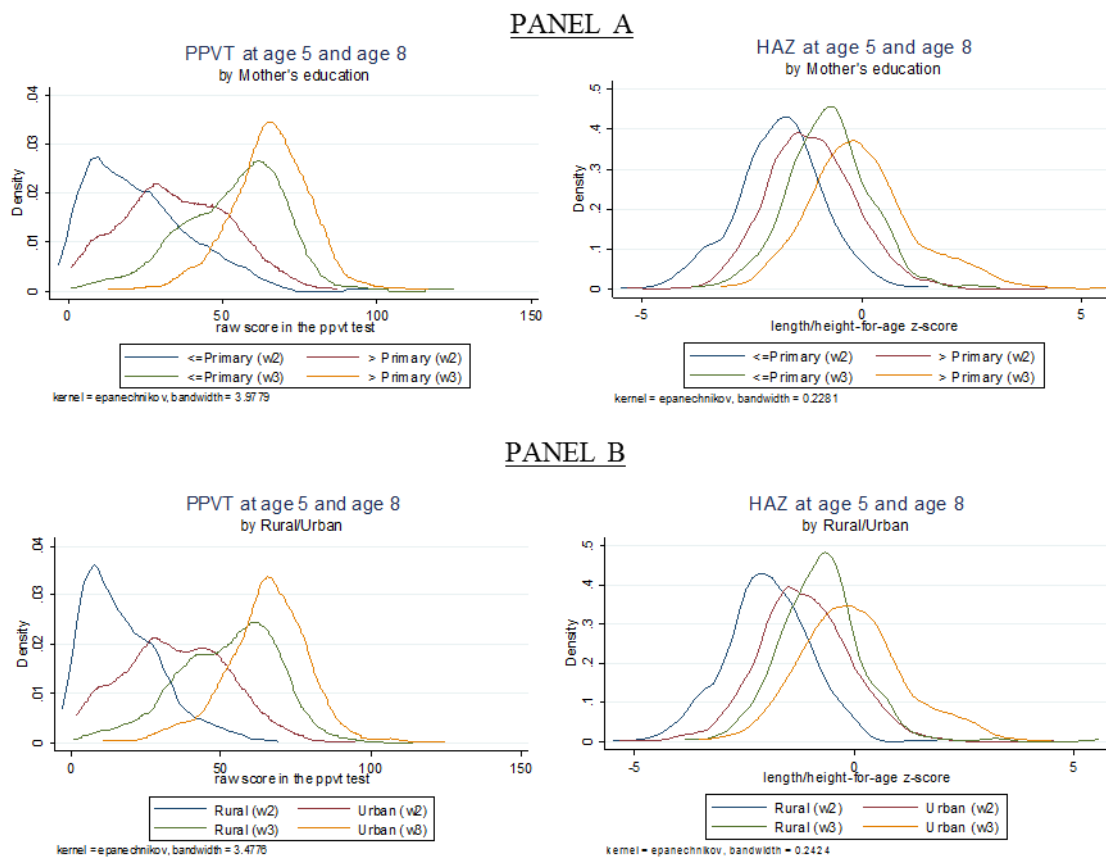 PANEL A
PPVT at age 5 and age 8
by Mother's education
.04
.03
.02
.01
0
Density
0 50 100 150
raw score in the ppvt test
<=Primary (w2) > Primary (w2)
<=Primary (w3) > Primary (w3)
kernel = epanechnikov, bandwidth = 3.9779
HAZ at age 5 and age 8
by Mother's education
.5
.4
.3
.2
.1
0
Density
-5 0 5
length/height-for-age z-score
<=Primary (w2) > Primary (w2)
<=Primary (w3) > Primary (w3)
kernel = epanechnikov, bandwidth = 0.2281
PANEL B
PPVT at age 5 and age 8
by Rural/Urban
.04
.03
.02
.01
0
Density
0 50 100 150
raw score in the ppvt test
Rural (w2) Urban (w2)
Rural (w3) Urban (w3)
kernel = epanechnikov, bandwidth = 3.4776
HAZ at age 5 and age 8
by Rural/Urban
.5
.4
.3
.2
.1
0
Density
-5 0 5
length/height-for-age z-score
Rural (w2) Urban (w2)
Rural (w3) Urban (w3)
kernel = epanechnikov, bandwidth = 0.2424